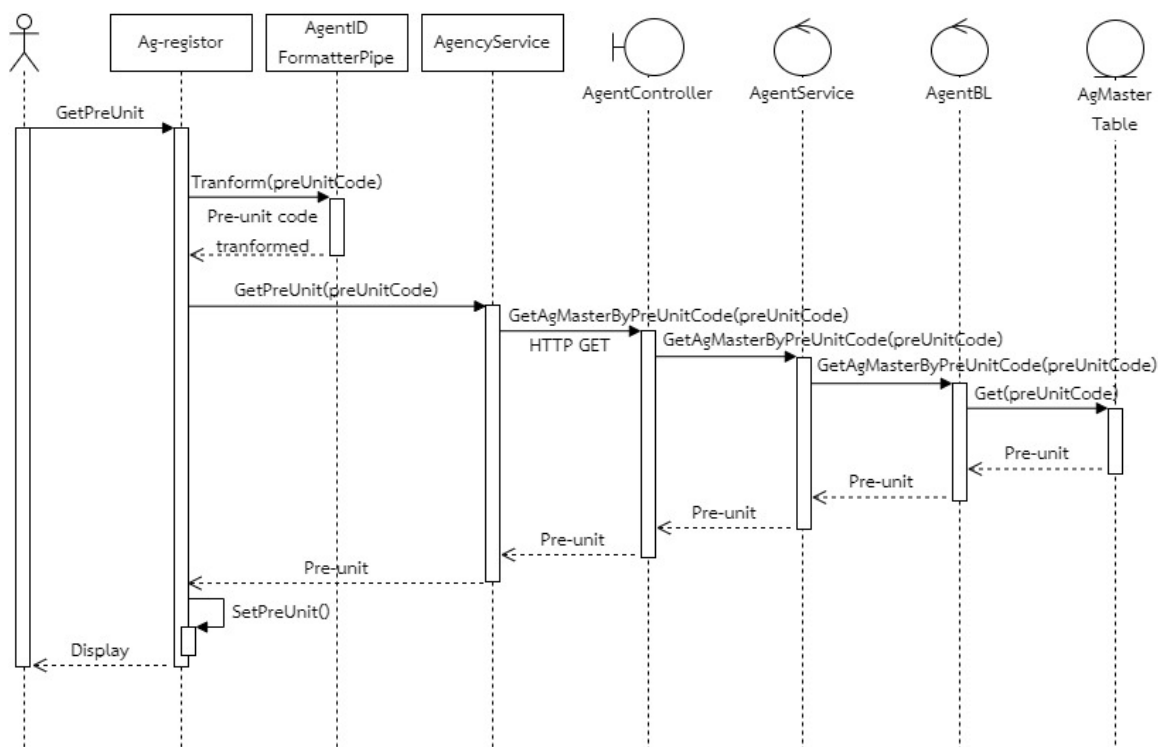 Ag-registor
AgentID
FormatterPipe
AgencyService
AgentController
AgentService
AgentBL
AgMaster
Table
GetPreUnit
Tranform(preUnitCode)
Pre-unit code
tranformed
GetPreUnit(preUnitCode)
GetAgMasterByPreUnitCode(preUnitCode)
HTTP GET
GetAgMasterByPreUnitCode(preUnitCode)
GetAgMasterByPreUnitCode(preUnitCode)
Get(preUnitCode)
Pre-unit
Pre-unit
Pre-unit
Pre-unit
Pre-unit
SetPreUnit()
Display